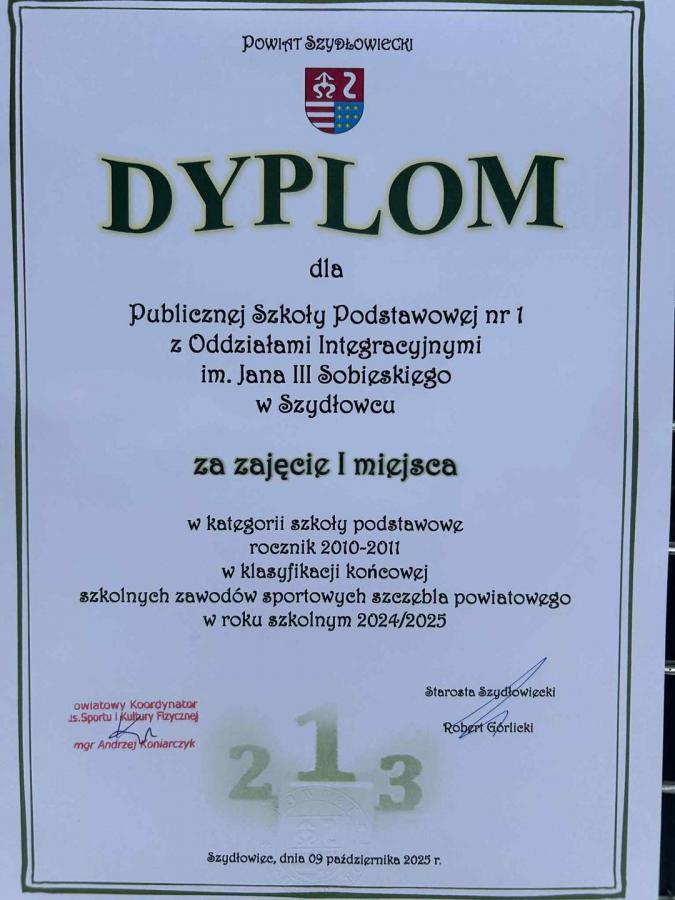 Powiat Szydłowiecki
DYPLOM
dla
Publicznej Szkoły Podstawowej nr 1
z Oddziałami Integracyjnymi
im. Jana III Sobieskiego
w Szydłowcu
za zajęcie I miejsca
w kategorii szkoły podstawowe
rocznik 2010-2011
w klasyfikacji końcowej
szkolnych zawodów sportowych szczebla powiatowego
w roku szkolnym 2024/2025
Starosta Szydłowiecki
Robert Górlicki
owiatowy Koordynator
us.Sportu i Kultury Fizycznej
mgr Andrzej Koniarczyk
2 1 3
Szydłowiec, dnia 09 października 2025 r.